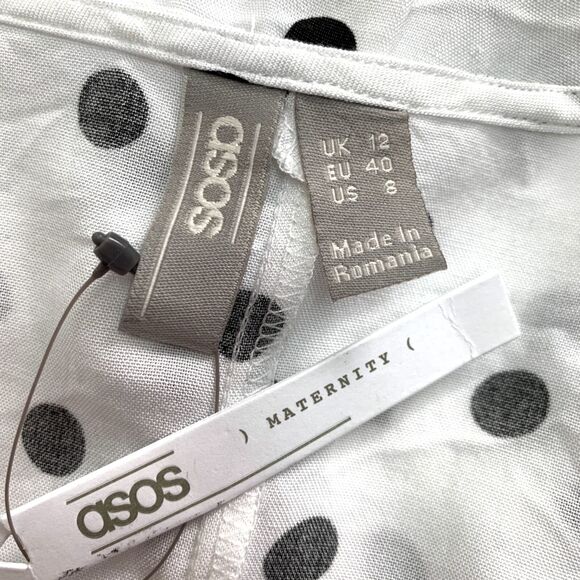 asos
UK 12
EU 40
US 8
Made In
Romania
) MATERNITY (
asos